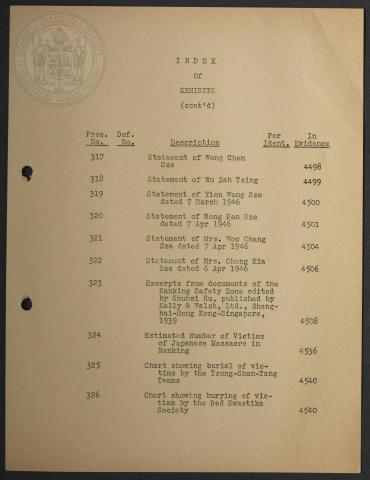 I N D E X
Of
EXHIBITS
(cont'd)
Pros. Def. For In
No. No. Description Ident. Evidence
317 Statement of Wong Chen
Sze 4498
318 Statement of Wu Zah Tsing 4499
319 Statement of Yien Wang Sze
dated 7 March 1946 4500
320 Statement of Wong Pan Sze
dated 7 Apr 1946 4501
321 Statement of Mrs. Woo Chang
Sze dated 7 Apr 1946 4504
322 Statement of Mrs. Chong Kia
Sze dated 6 Apr 1946 4506
323 Excerpts from documents of the
Nanking Safety Zone edited
by Shuhsi Hu, published by
Kelly & Walsh, Ltd., Shang-
hai-Hong Kong-Singapore,
1939 4508
324 Estimated Number of Victims
of Japanese Massacre in
Nanking 4536
325 Chart showing burial of vic-
tims by the Tsung-Shan-Tang
Teams 4540
326 Chart showing burying of vic-
tims by the Red Swastika
Society 4540